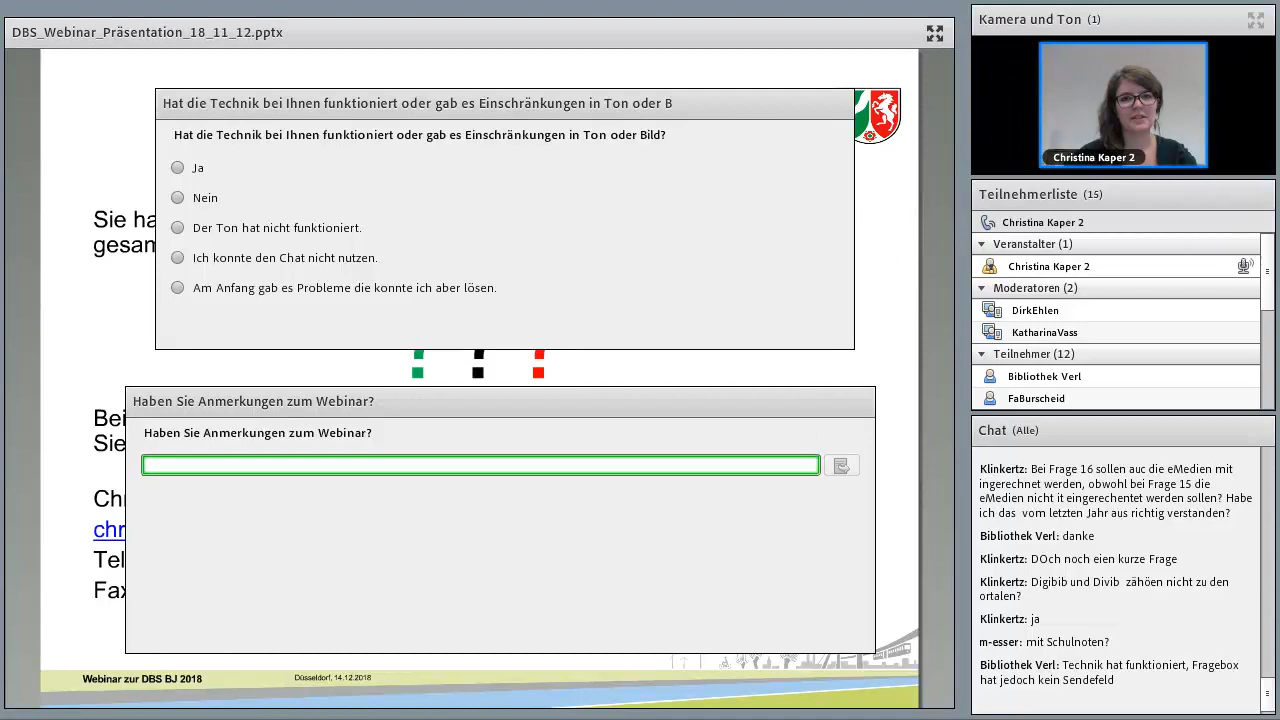 DBS_Webinar_Präsentation_18_11_12.pptx
Hat die Technik bei Ihnen funktioniert oder gab es Einschränkungen in Ton oder B
Hat die Technik bei Ihnen funktioniert oder gab es Einschränkungen in Ton oder Bild?
Ja
Nein
Der Ton hat nicht funktioniert.
Ich konnte den Chat nicht nutzen.
Am Anfang gab es Probleme die konnte ich aber lösen.
Sie ha
gesam
Haben Sie Anmerkungen zum Webinar?
Haben Sie Anmerkungen zum Webinar?
Bei
Sie
Chr
chr
Tel
Fax
Webinar zur DBS BJ 2018
Düsseldorf, 14.12.2018
Kamera und Ton (1)
Christina Kaper 2
Teilnehmerliste (15)
Christina Kaper 2
Veranstalter (1)
Christina Kaper 2
Moderatoren (2)
DirkEhlen
KatharinaVass
Teilnehmer (12)
Bibliothek Verl
FaBurscheid
Chat (Alle)
Klinkertz: Bei Frage 16 sollen auc die eMedien mit
ingerechnet werden, obwohl bei Frage 15 die
eMedien nicht it eingerechentet werden sollen? Habe
ich das vom letzten Jahr aus richtig verstanden?
Bibliothek Verl: danke
Klinkertz: DOch noch eien kurze Frage
Klinkertz: Digibib und Divib zähöen nicht zu den
ortalen?
Klinkertz: ja
m-esser: mit Schulnoten?
Bibliothek Verl: Technik hat funktioniert, Fragebox
hat jedoch kein Sendefeld